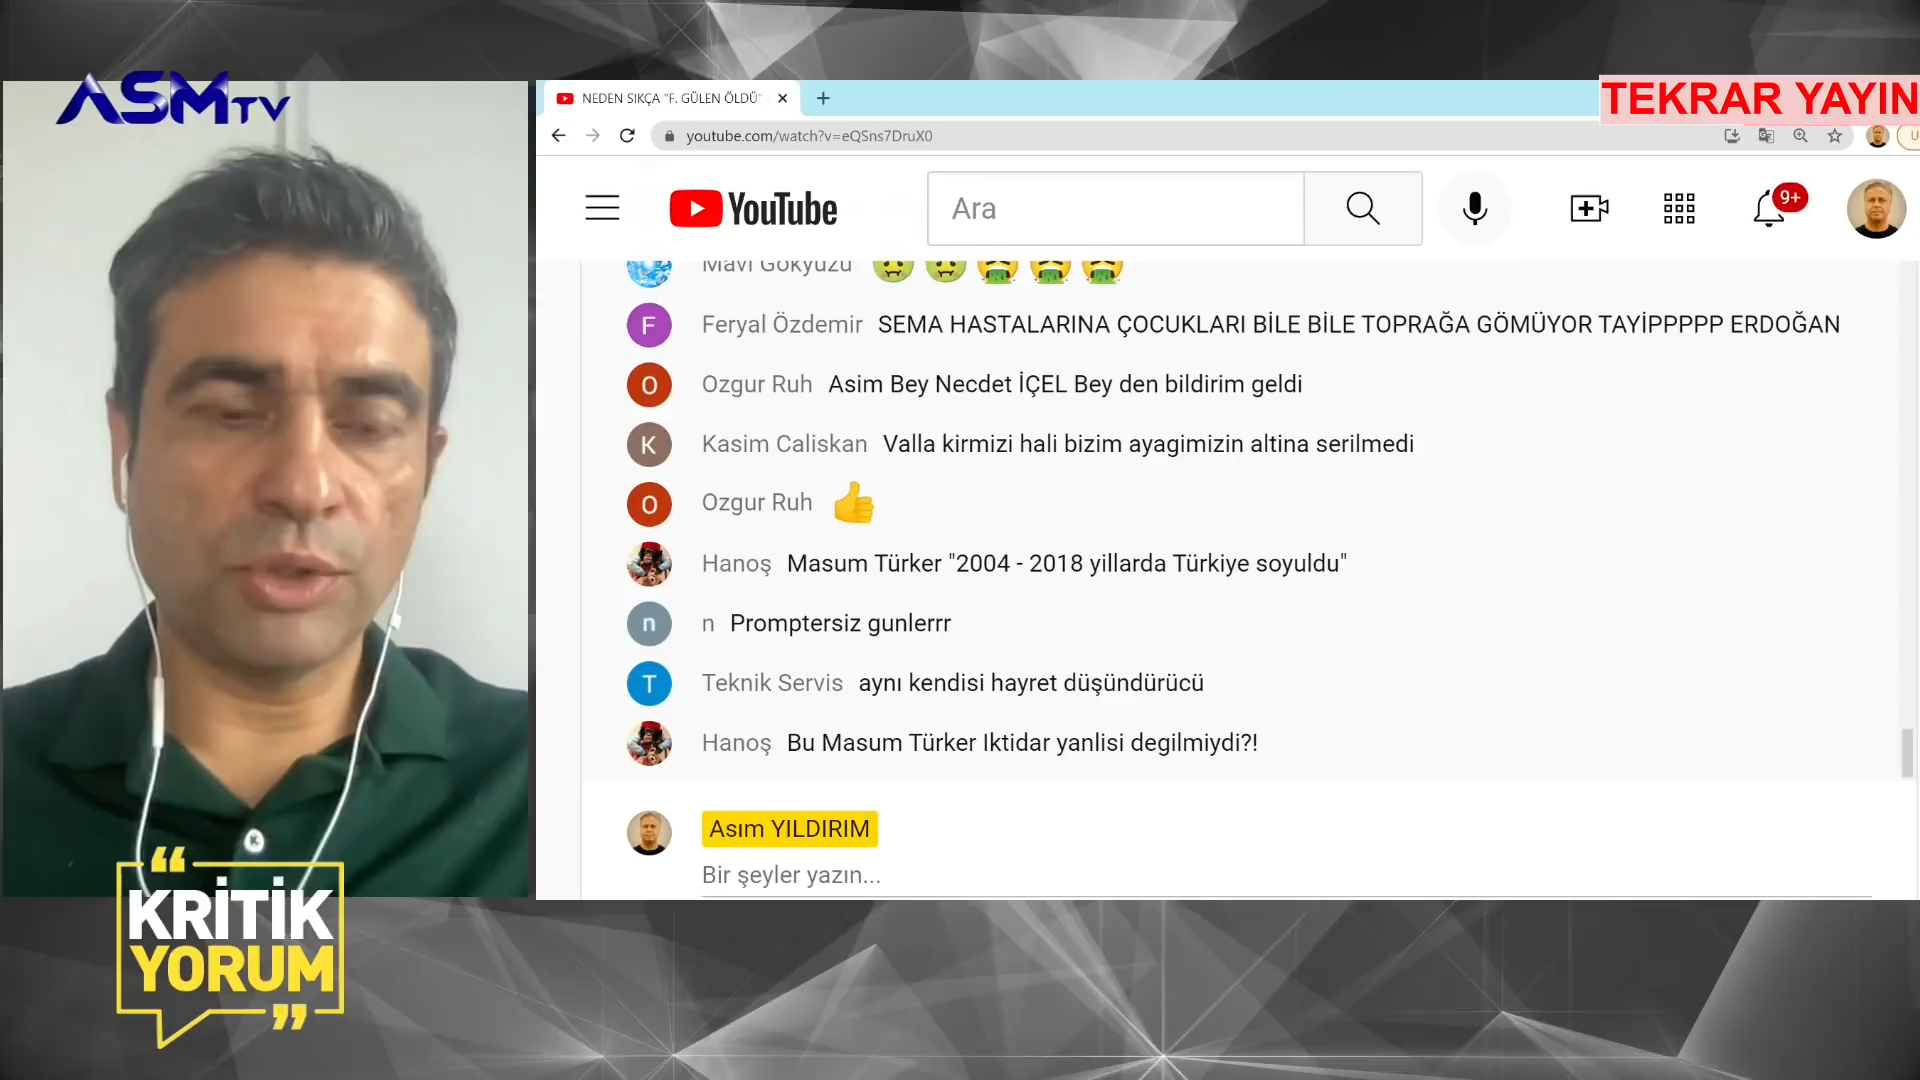 ASMTV
TEKRAR YAYIN
NEDEN SIKÇA "F. GÜLEN ÖLDÜ"
youtube.com/watch?v=eQSns7DruX0
YouTube
Ara
9+
Mavi Gökyüzü
F Feryal Özdemir SEMA HASTALARINA ÇOCUKLARI BİLE BİLE TOPRAĞA GÖMÜYOR TAYİPPPPP ERDOĞAN
O Ozgur Ruh Asim Bey Necdet İÇEL Bey den bildirim geldi
K Kasim Caliskan Valla kirmizi hali bizim ayagimizin altina serilmedi
O Ozgur Ruh
Hanoş Masum Türker "2004 - 2018 yillarda Türkiye soyuldu"
n n Promptersiz gunlerrr
T Teknik Servis aynı kendisi hayret düşündürücü
Hanoş Bu Masum Türker Iktidar yanlisi degilmiydi?!
Asım YILDIRIM
Bir şeyler yazın...
“KRİTİK
YORUM”